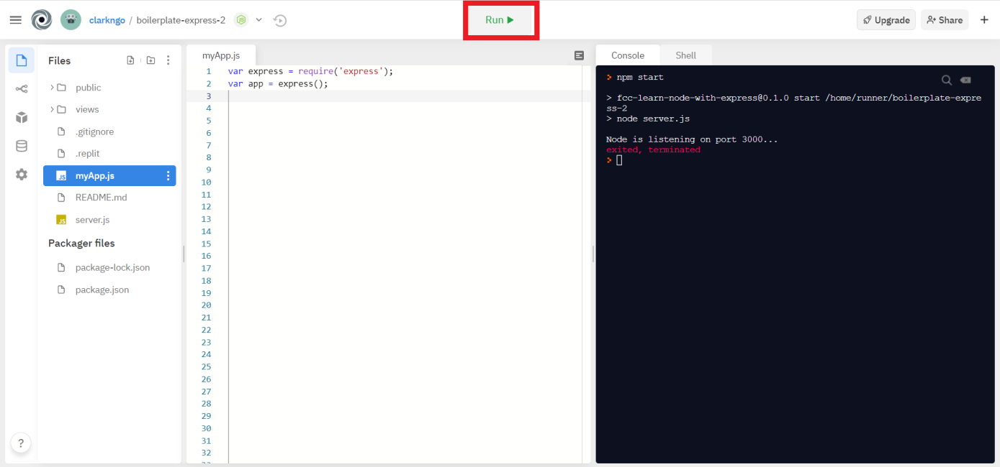 clarkngo / boilerplate-express-2
Run
Upgrade
Share
Files
public
views
.gitignore
.replit
myApp.js
README.md
server.js
Packager files
package-lock.json
package.json
?
myApp.js
1 var express = require('express');
2 var app = express();
3
4
5
6
7
8
9
10
11
12
13
14
15
16
17
18
19
20
21
22
23
24
25
26
27
28
29
30
31
32
Console
Shell
> npm start
> fcc-learn-node-with-express@0.1.0 start /home/runner/boilerplate-expre
ss-2
> node server.js
Node is listening on port 3000...
exited, terminated
>